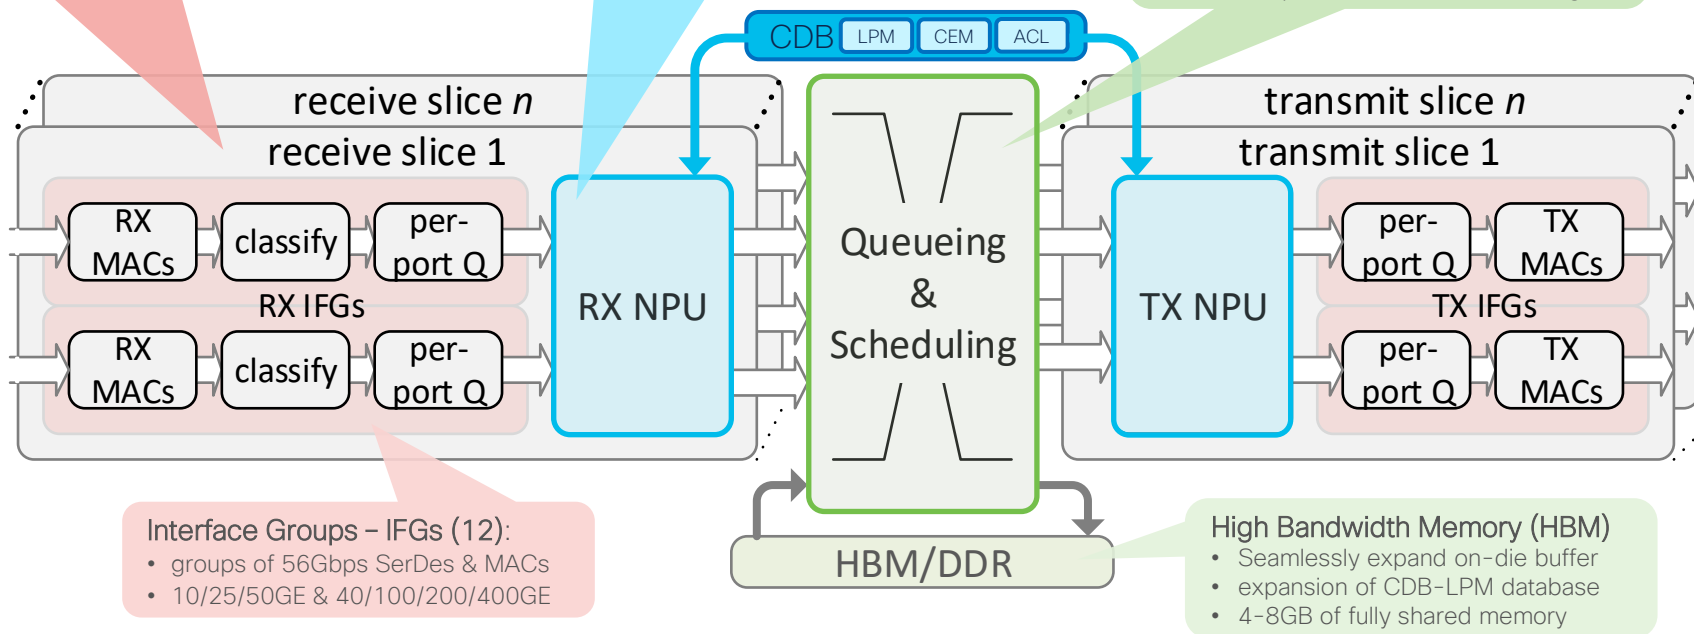 CDB LPM CEM ACL
receive slice n
receive slice 1
transmit slice n
transmit slice 1
RX MACs
classify
per-port Q
RX IFGs
RX MACs
classify
per-port Q
RX NPU
Queueing
&
Scheduling
TX NPU
per-port Q
TX MACs
TX IFGs
per-port Q
TX MACs
HBM/DDR
Interface Groups – IFGs (12):
• groups of 56Gbps SerDes & MACs
• 10/25/50GE & 40/100/200/400GE
High Bandwidth Memory (HBM)
• Seamlessly expand on-die buffer
• expansion of CDB-LPM database
• 4-8GB of fully shared memory